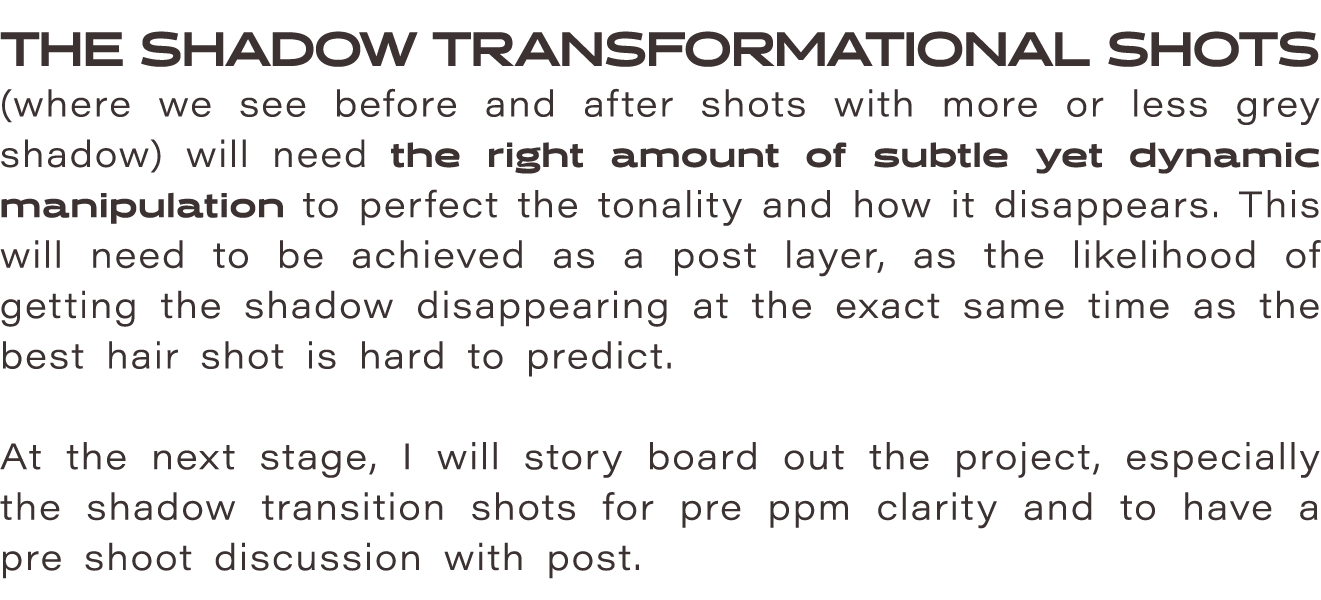 THE SHADOW TRANSFORMATIONAL SHOTS
(where we see before and after shots with more or less grey
shadow) will need the right amount of subtle yet dynamic
manipulation to perfect the tonality and how it disappears. This
will need to be achieved as a post layer, as the likelihood of
getting the shadow disappearing at the exact same time as the
best hair shot is hard to predict.
At the next stage, I will story board out the project, especially
the shadow transition shots for pre ppm clarity and to have a
pre shoot discussion with post.